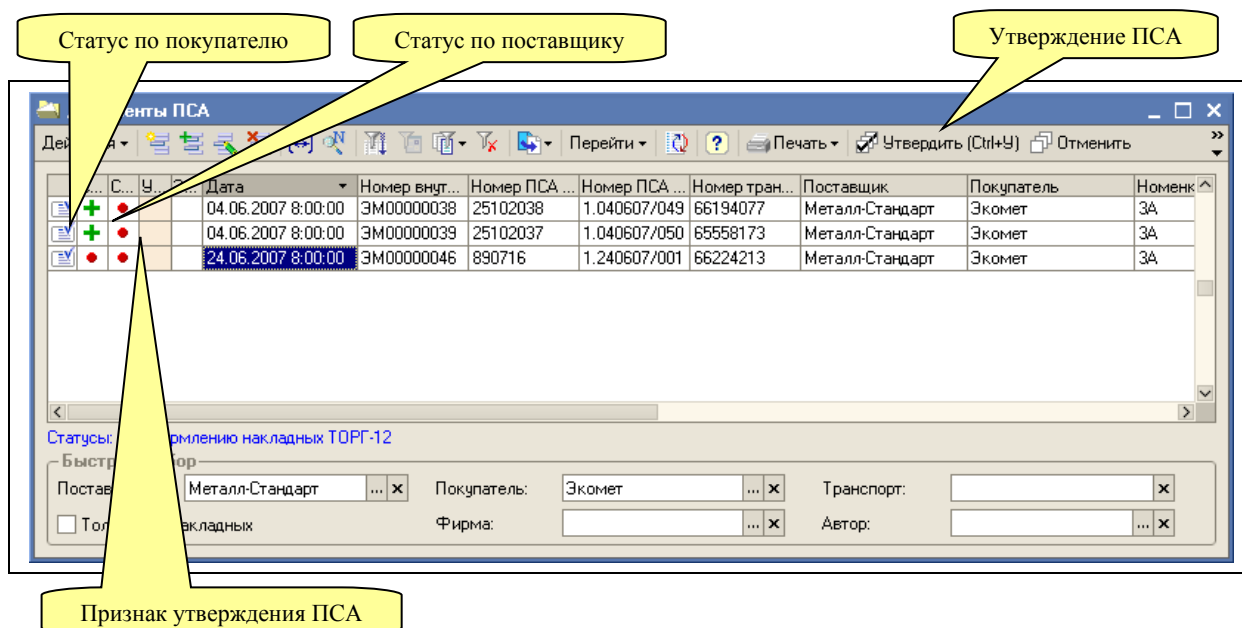 Статус по покупателю Статус по поставщику Утверждение ПСА
енты ПСА
Дей я Перейти Печать Утвердить (Ctrl+У) Отменить
... С... У... Э... Дата Номер внут... Номер ПСА ... Номер ПСА ... Номер тран... Поставщик Покупатель Номенк
04.06.2007 8:00:00 ЭМ00000038 25102038 1.040607/049 66194077 Металл-Стандарт Экомет 3А
04.06.2007 8:00:00 ЭМ00000039 25102037 1.040607/050 65558173 Металл-Стандарт Экомет 3А
24.06.2007 8:00:00 ЭМ00000046 890716 1.240607/001 66224213 Металл-Стандарт Экомет 3А
Статусы: рмлению накладных ТОРГ-12
Быстр ор
Постав Металл-Стандарт ... x Покупатель: Экомет ... x Транспорт: x
Тол акладных Фирма: ... x Автор: ... x
Признак утверждения ПСА